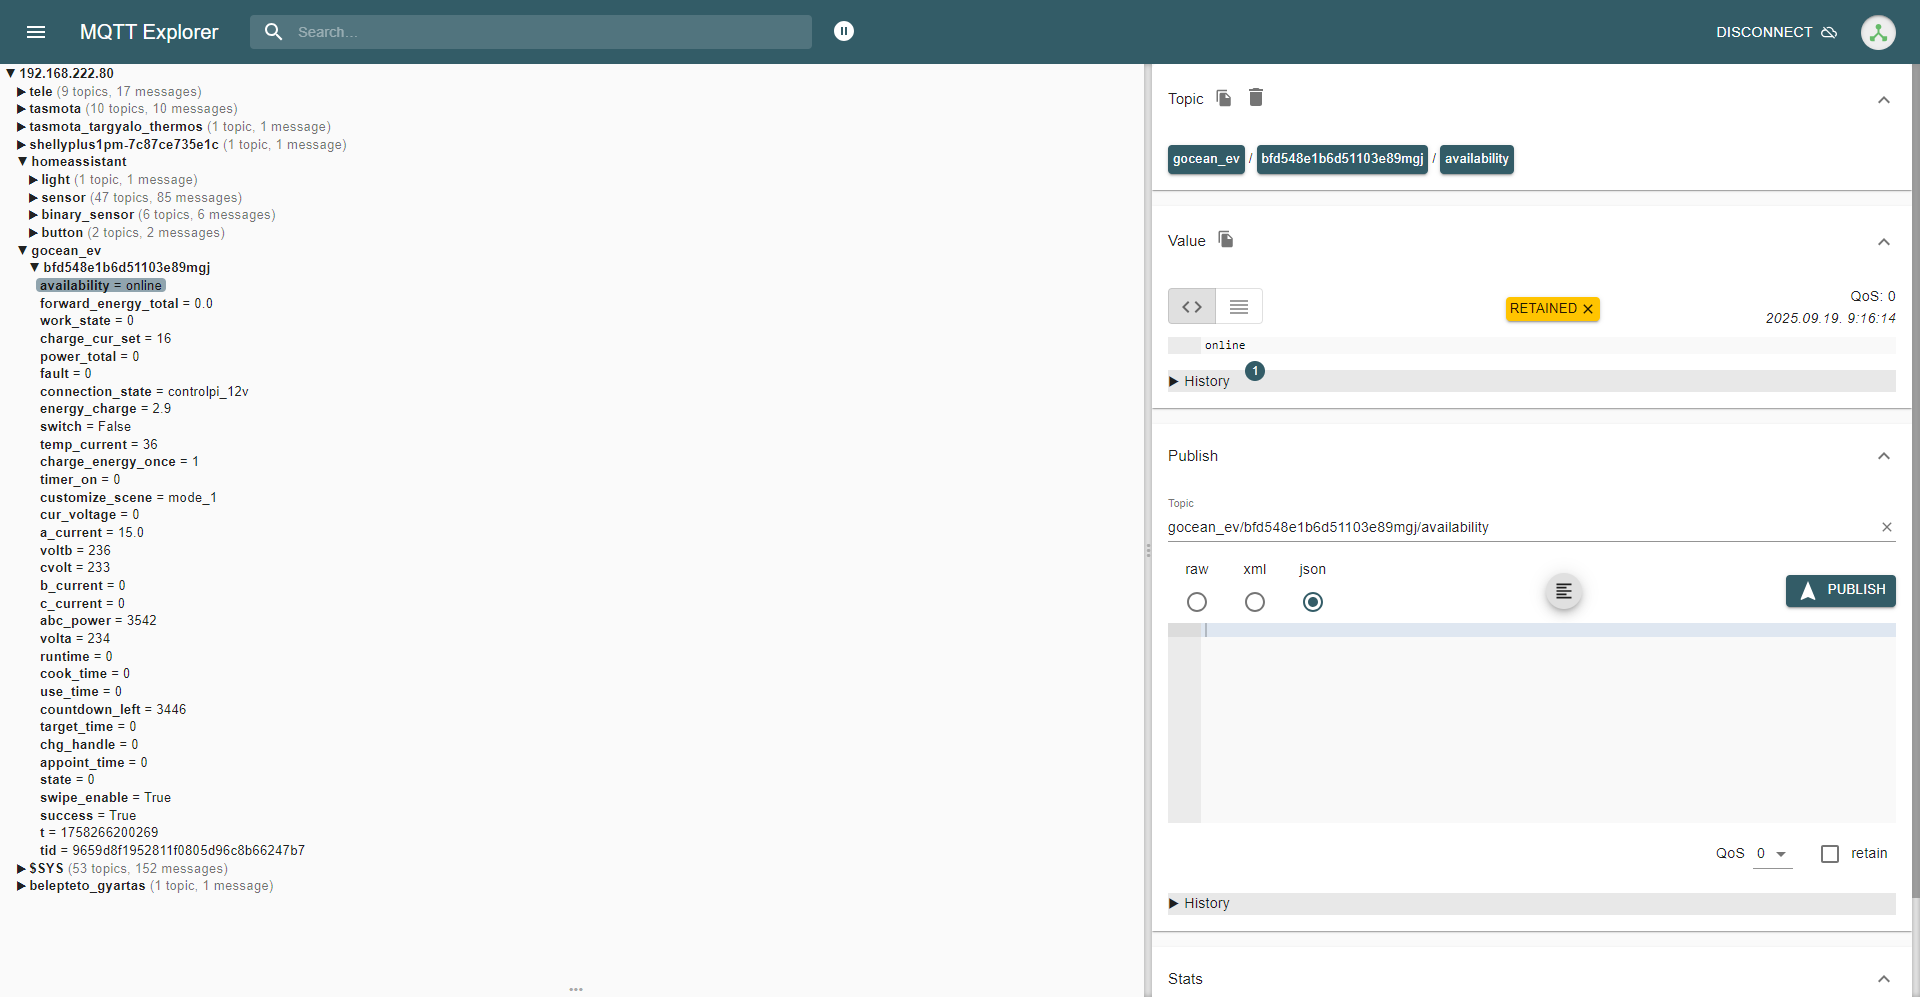 MQTT Explorer
Search...
DISCONNECT
▼ 192.168.222.80
▶ tele (9 topics, 17 messages)
▶ tasmota (10 topics, 10 messages)
▶ tasmota_targyalo_thermos (1 topic, 1 message)
▶ shellyplus1pm-7c87ce735e1c (1 topic, 1 message)
▼ homeassistant
▶ light (1 topic, 1 message)
▶ sensor (47 topics, 85 messages)
▶ binary_sensor (6 topics, 6 messages)
▶ button (2 topics, 2 messages)
▼ gocean_ev
▼ bfd548e1b6d51103e89mgj
availability = online
forward_energy_total = 0.0
work_state = 0
charge_cur_set = 16
power_total = 0
fault = 0
connection_state = controlpi_12v
energy_charge = 2.9
switch = False
temp_current = 36
charge_energy_once = 1
timer_on = 0
customize_scene = mode_1
cur_voltage = 0
a_current = 15.0
voltb = 236
cvolt = 233
b_current = 0
c_current = 0
abc_power = 3542
volta = 234
runtime = 0
cook_time = 0
use_time = 0
countdown_left = 3446
target_time = 0
chg_handle = 0
appoint_time = 0
state = 0
swipe_enable = True
success = True
t = 1758266200269
tid = 9659d8f1952811f0805d96c8b66247b7
▶ $SYS (53 topics, 152 messages)
▶ belepteto_gyartas (1 topic, 1 message)
Topic
gocean_ev / bfd548e1b6d51103e89mgj / availability
Value
RETAINED
QoS: 0
2025.09.19. 9:16:14
online
▶ History 1
Publish
Topic
gocean_ev/bfd548e1b6d51103e89mgj/availability
raw xml json
PUBLISH
QoS 0 retain
▶ History
Stats